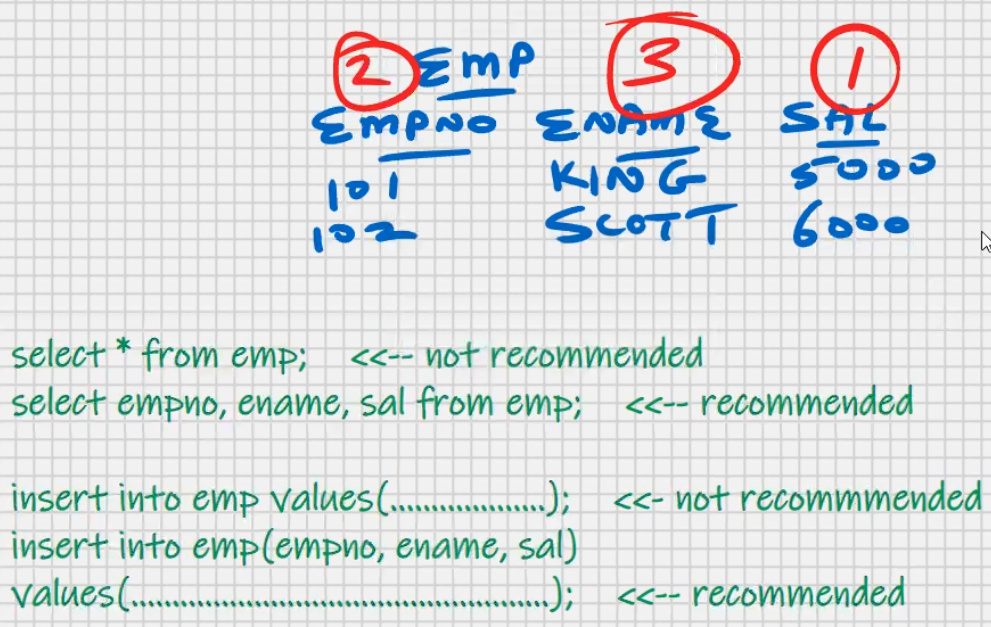 2 EMP 3 1
EMPNO ENAME SAL
101 KING 5000
102 SCOTT 6000
select * from emp; <<-- not recommended
select empno, ename, sal from emp; <<-- recommended
insert into emp values(...................); <<- not recommmended
insert into emp(empno, ename, sal)
values(...................................................); <<-- recommended